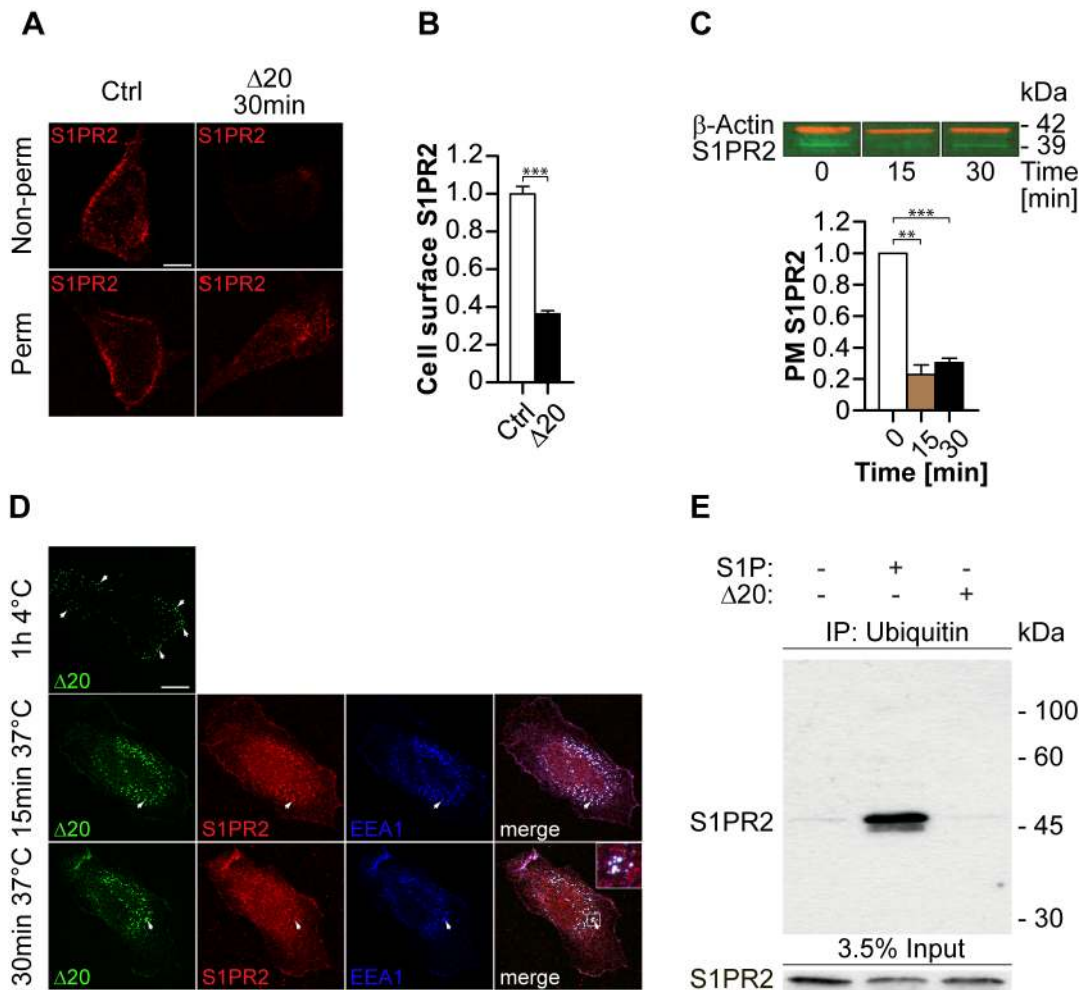 A
Ctrl
Δ20
30min
Non-perm
S1PR2
S1PR2
Perm
S1PR2
S1PR2
B
Cell surface S1PR2
1.2
1.0
0.8
0.6
0.4
0.2
0
***
Ctrl
Δ20
C
kDa
β-Actin
- 42
S1PR2
- 39
0
15
30
Time
[min]
PM S1PR2
1.2
1.0
0.8
0.6
0.4
0.2
0
***
**
0
15
30
Time [min]
D
1h 4°C
Δ20
15min 37°C
Δ20
S1PR2
EEA1
merge
30min 37°C
Δ20
S1PR2
EEA1
merge
E
S1P: - + -
Δ20: - - +
IP: Ubiquitin
kDa
- 100
- 60
S1PR2
- 45
- 30
3.5% Input
S1PR2